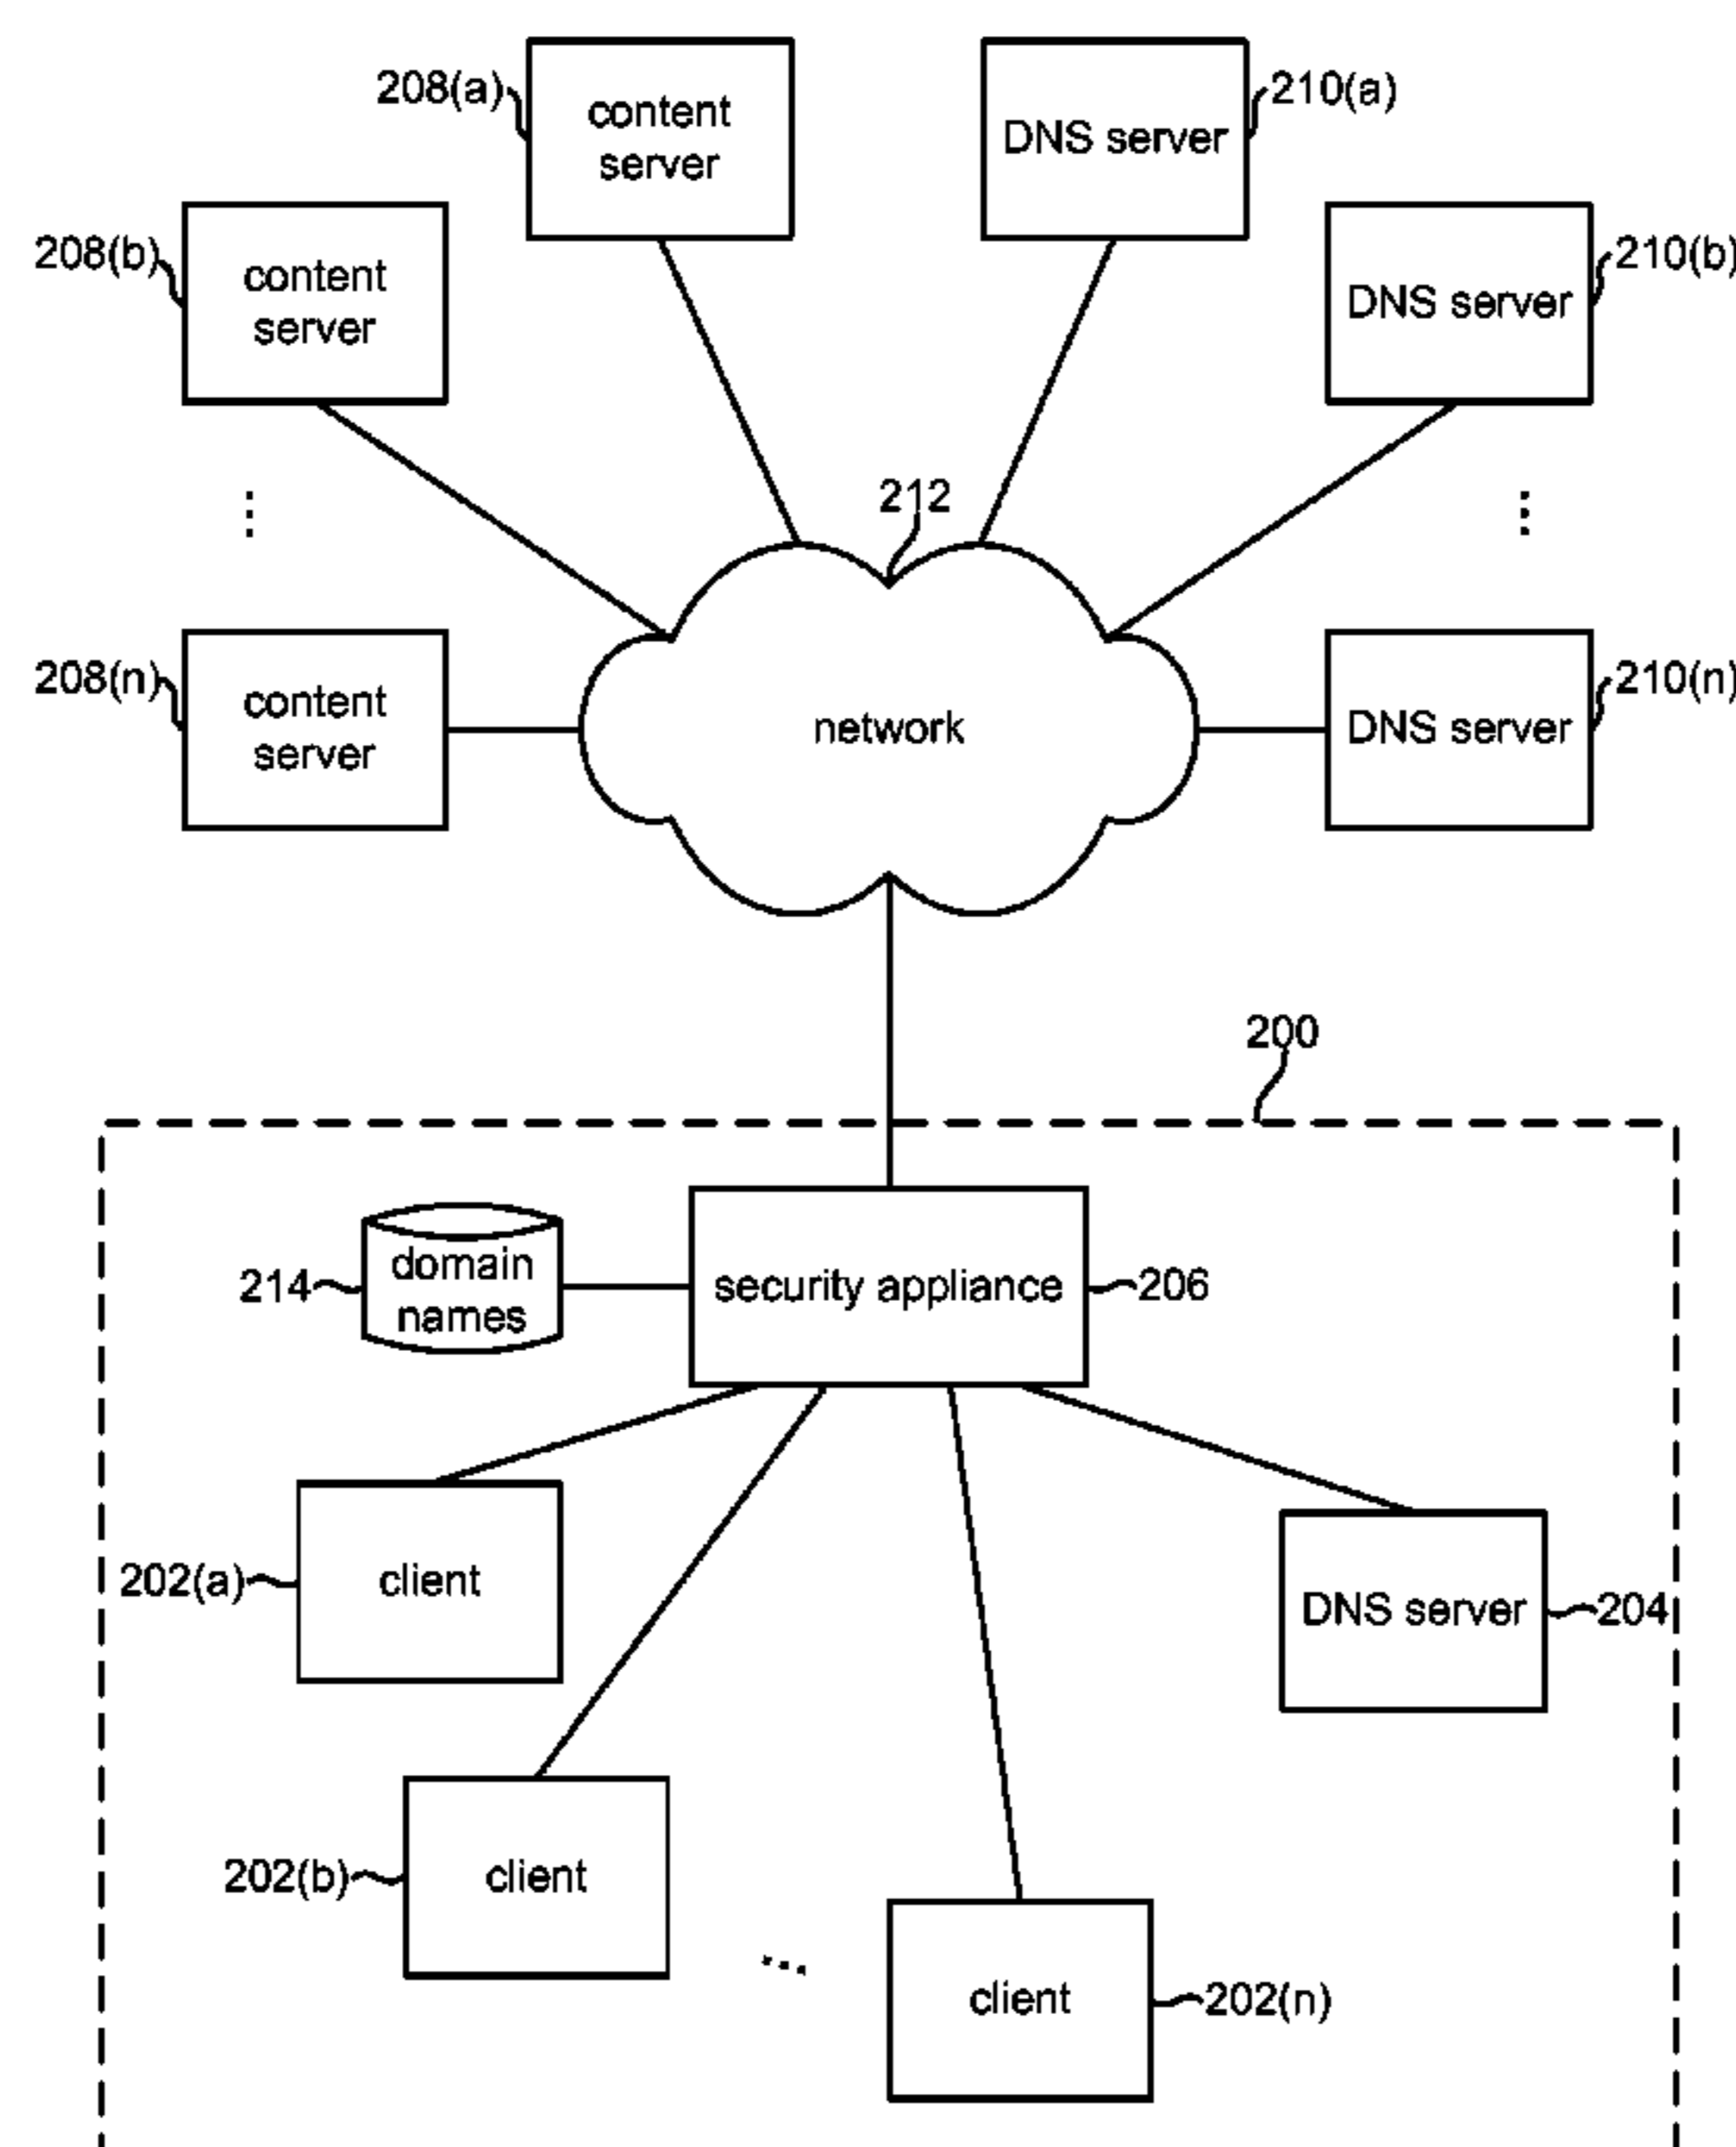 208(a)
content
server
DNS server
210(a)
208(b)
content
server
DNS server
210(b)
⋮
212
⋮
208(n)
content
server
network
DNS server
210(n)
200
214
domain
names
security appliance
206
202(a)
client
DNS server
204
202(b)
client
...
client
202(n)